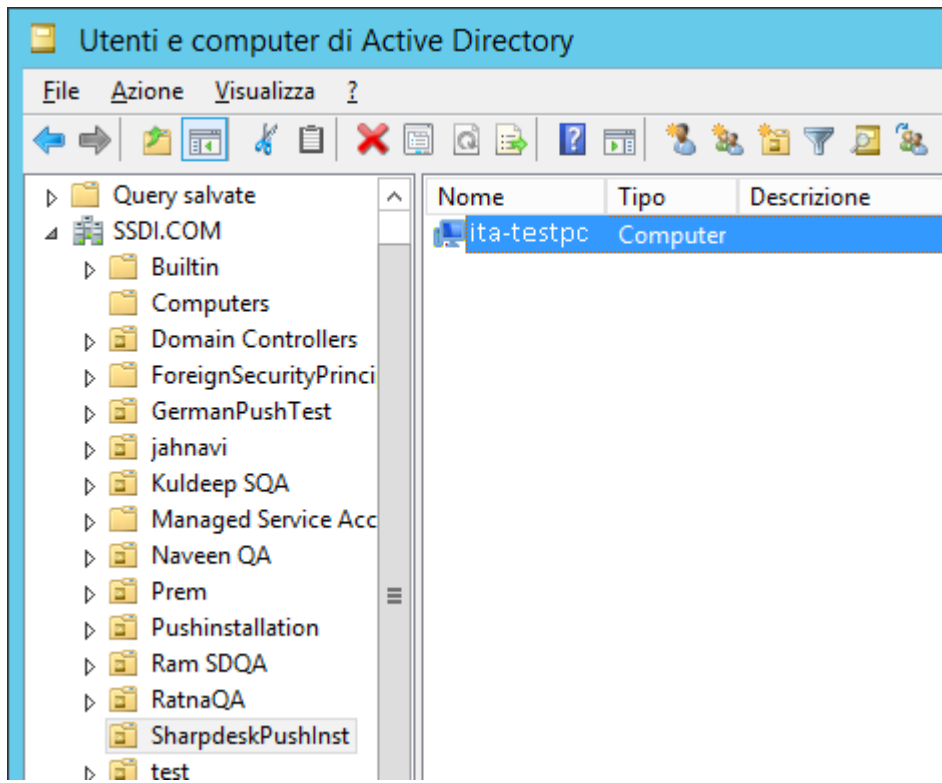 Utenti e computer di Active Directory
File Azione Visualizza ?
Query salvate
SSDI.COM
Builtin
Computers
Domain Controllers
ForeignSecurityPrinci
GermanPushTest
jahnavi
Kuldeep SQA
Managed Service Acc
Naveen QA
Prem
Pushinstallation
Ram SDQA
RatnaQA
SharpdeskPushInst
test
Nome Tipo Descrizione
ita-testpc Computer